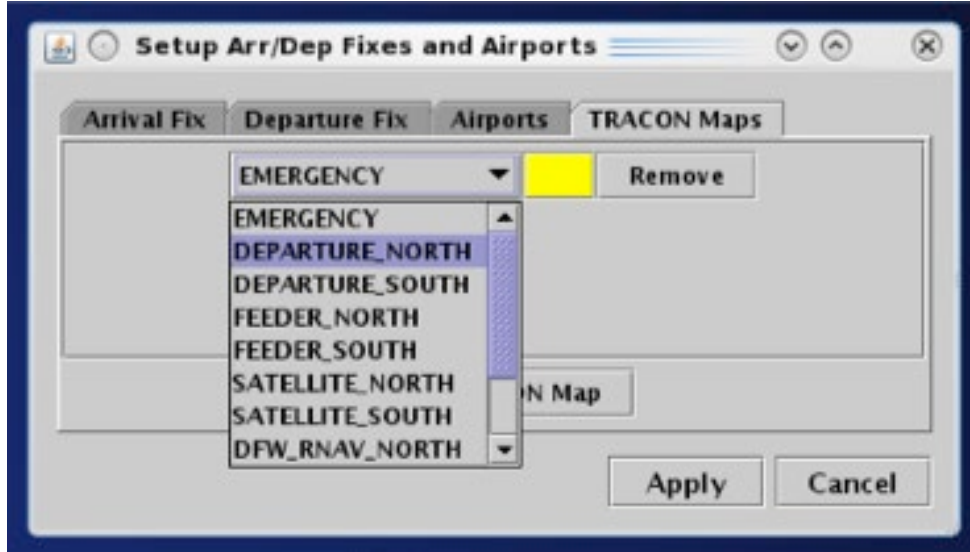 Setup Arr/Dep Fixes and Airports
Arrival Fix Departure Fix Airports TRACON Maps
EMERGENCY Remove
EMERGENCY
DEPARTURE_NORTH
DEPARTURE_SOUTH
FEEDER_NORTH
FEEDER_SOUTH
SATELLITE_NORTH
SATELLITE_SOUTH
DFW_RNAV_NORTH
Map
Apply Cancel